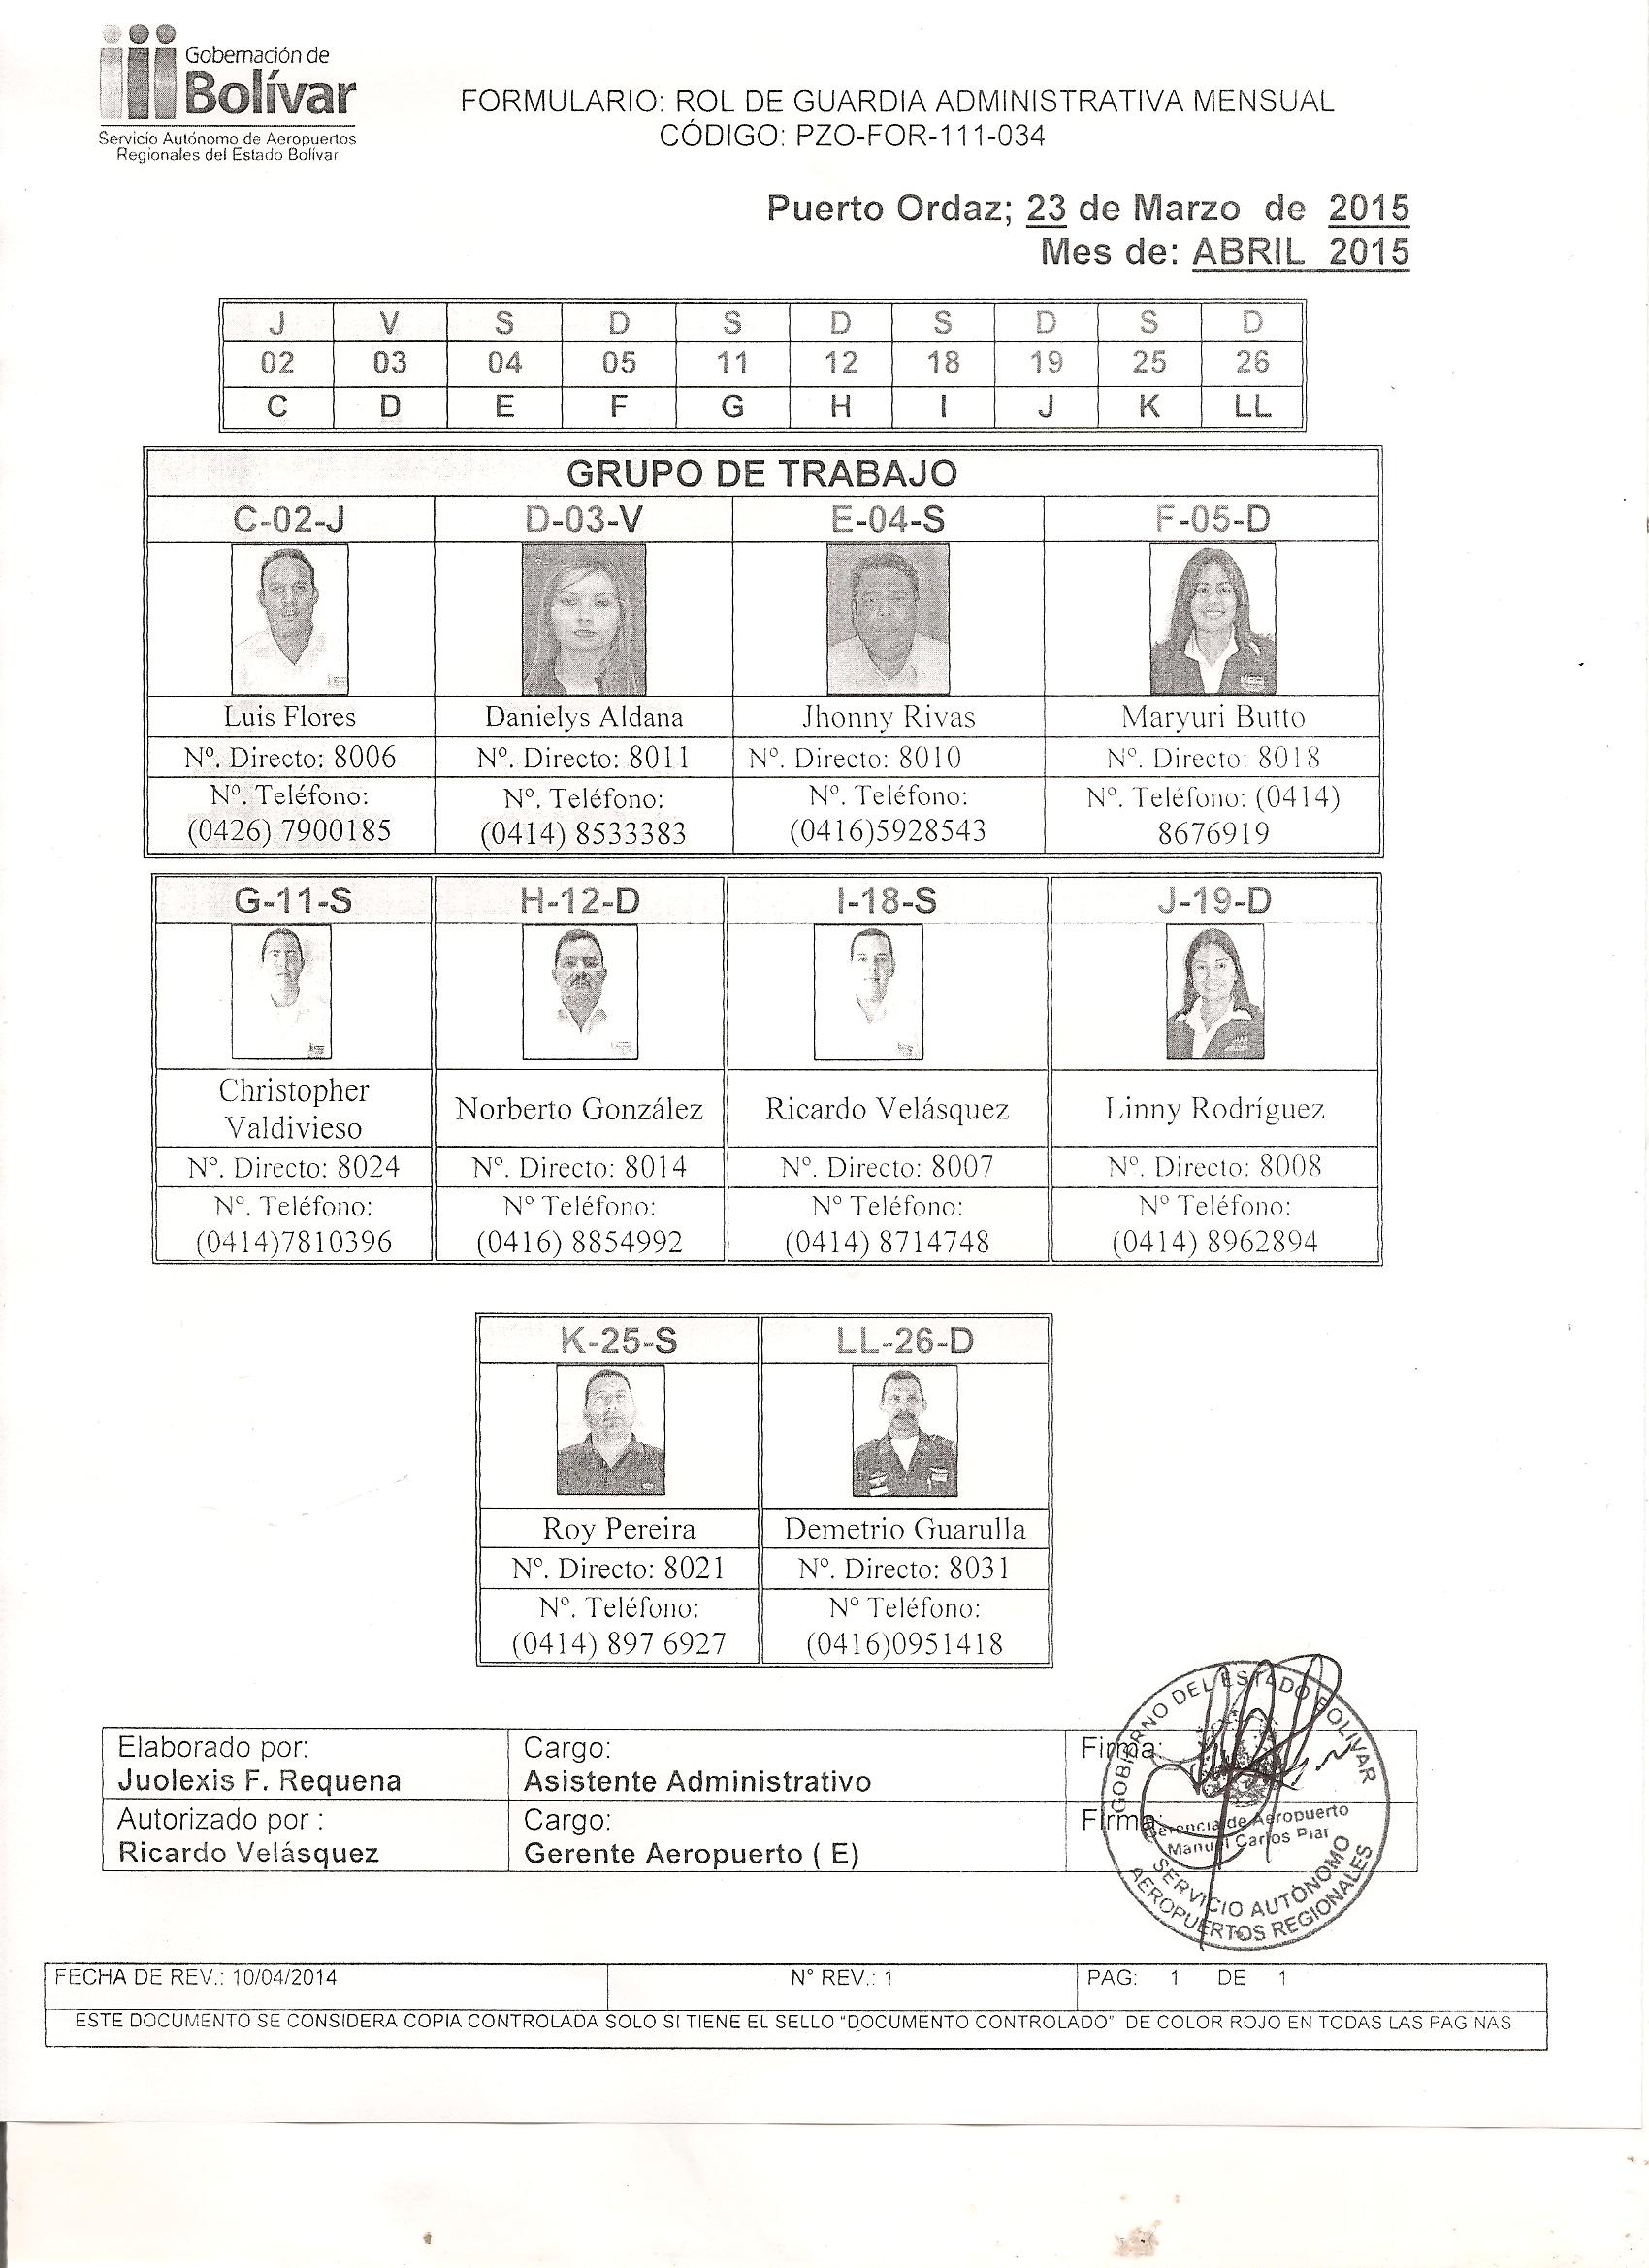 Gobernación de
Bolívar
Servicio Autónomo de Aeropuertos
Regionales del Estado Bolívar
FORMULARIO: ROL DE GUARDIA ADMINISTRATIVA MENSUAL
CÓDIGO: PZO-FOR-111-034
Puerto Ordaz; 23 de Marzo de 2015
Mes de: ABRIL 2015
J V S D S D S D S D
02 03 04 05 11 12 18 19 25 26
C D E F G H I J K LL
GRUPO DE TRABAJO
C-02-J D-03-V E-04-S F-05-D
Luis Flores Danielys Aldana Jhonny Rivas Maryuri Butto
Nº. Directo: 8006 Nº. Directo: 8011 Nº. Directo: 8010 Nº. Directo: 8018
Nº. Teléfono: Nº. Teléfono: Nº. Teléfono: Nº. Teléfono: (0414)
(0426) 7900185 (0414) 8533383 (0416)5928543 8676919
G-11-S H-12-D I-18-S J-19-D
Christopher
Valdivieso Norberto González Ricardo Velásquez Linny Rodríguez
Nº. Directo: 8024 Nº. Directo: 8014 Nº. Directo: 8007 Nº. Directo: 8008
Nº. Teléfono: Nº Teléfono: Nº Teléfono: Nº Teléfono:
(0414)7810396 (0416) 8854992 (0414) 8714748 (0414) 8962894
K-25-S LL-26-D
Roy Pereira Demetrio Guarulla
Nº. Directo: 8021 Nº. Directo: 8031
Nº. Teléfono: Nº Teléfono:
(0414) 897 6927 (0416)0951418
Elaborado por: Cargo: Firma:
Juolexis F. Requena Asistente Administrativo
Autorizado por : Cargo: Firma:
Ricardo Velásquez Gerente Aeropuerto ( E)
GOBIERNO DEL ESTADO BOLIVAR
Gerencia de Aeropuerto
Manuel Carlos Piar
SERVICIO AUTÓNOMO
AEROPUERTOS REGIONALES
FECHA DE REV.: 10/04/2014 N° REV.: 1 PAG: 1 DE 1
ESTE DOCUMENTO SE CONSIDERA COPIA CONTROLADA SOLO SI TIENE EL SELLO "DOCUMENTO CONTROLADO" DE COLOR ROJO EN TODAS LAS PAGINAS